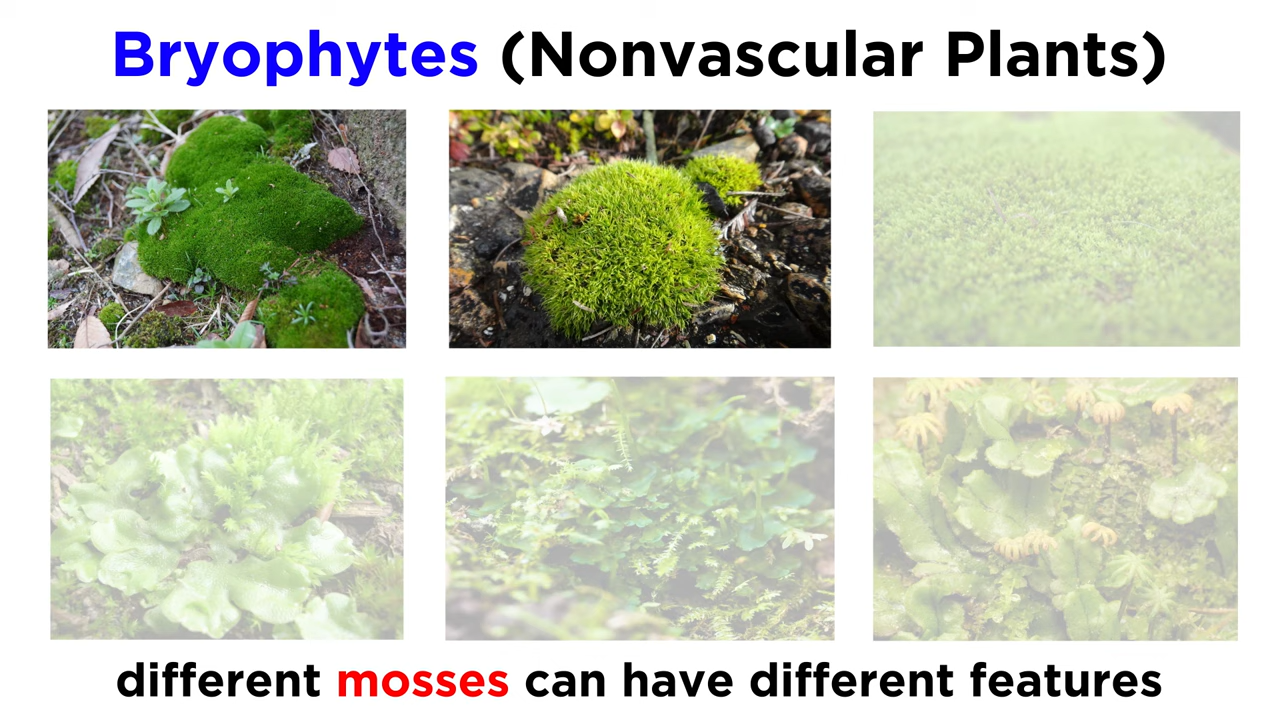 Bryophytes (Nonvascular Plants)
different mosses can have different features